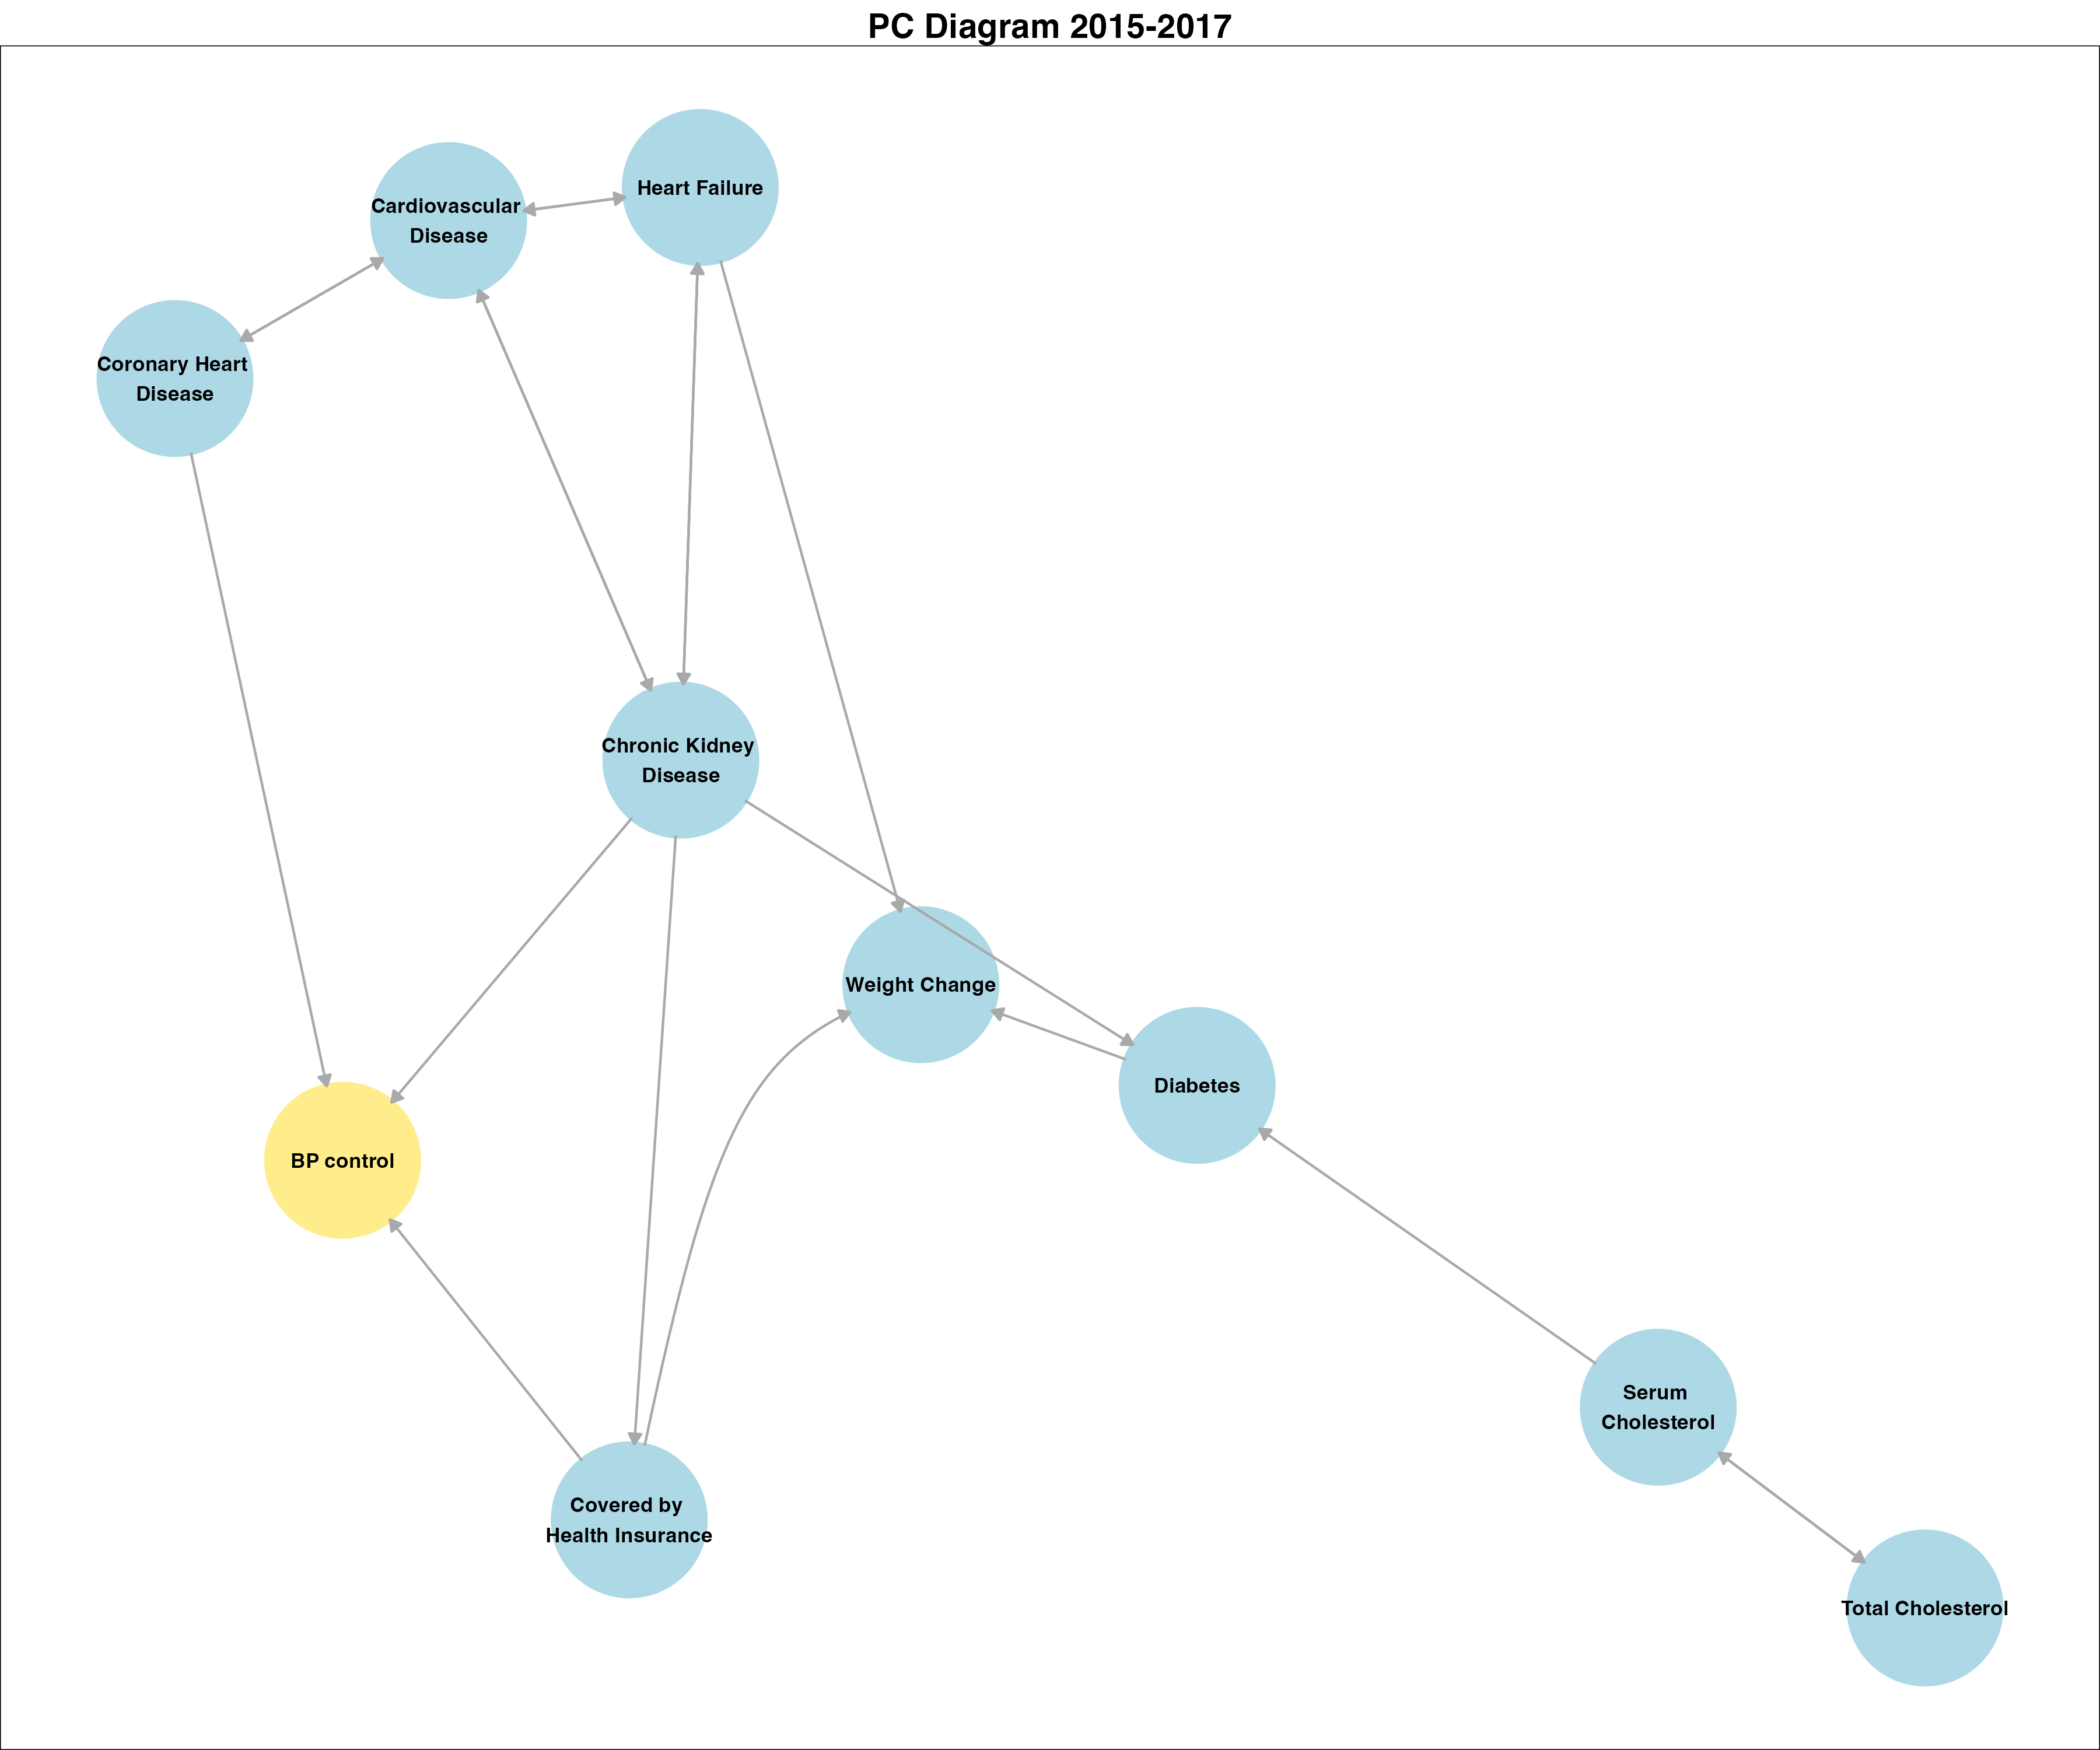 PC Diagram 2015-2017
Heart Failure
Cardiovascular
Disease
Coronary Heart
Disease
Chronic Kidney
Disease
Weight Change
Diabetes
BP control
Serum
Cholesterol
Covered by
Health Insurance
Total Cholesterol